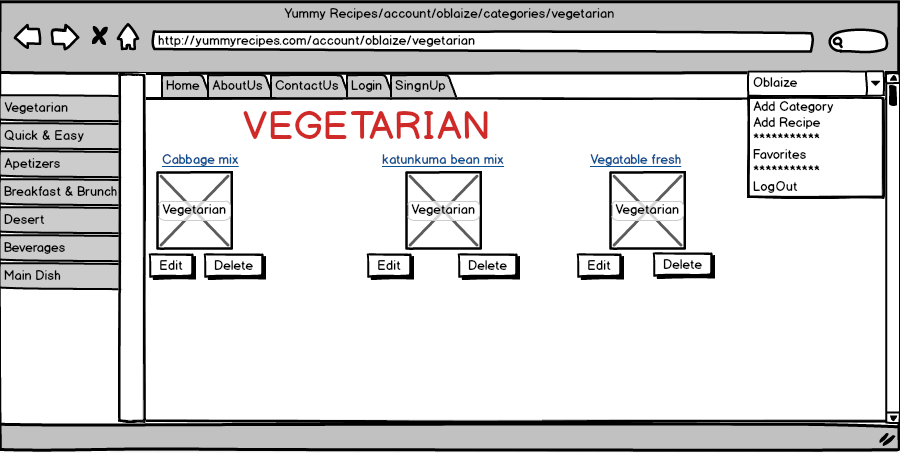 Yummy Recipes/account/oblaize/categories/vegetarian
http://yummyrecipes.com/account/oblaize/vegetarian
Home AboutUs ContactUs Login SingnUp
Oblaize
Add Category
Add Recipe
***********
Favorites
***********
LogOut
Vegetarian
Quick & Easy
Apetizers
Breakfast & Brunch
Desert
Beverages
Main Dish
VEGETARIAN
Cabbage mix katunkuma bean mix Vegatable fresh
Vegetarian Vegetarian Vegetarian
Edit Delete Edit Delete Edit Delete